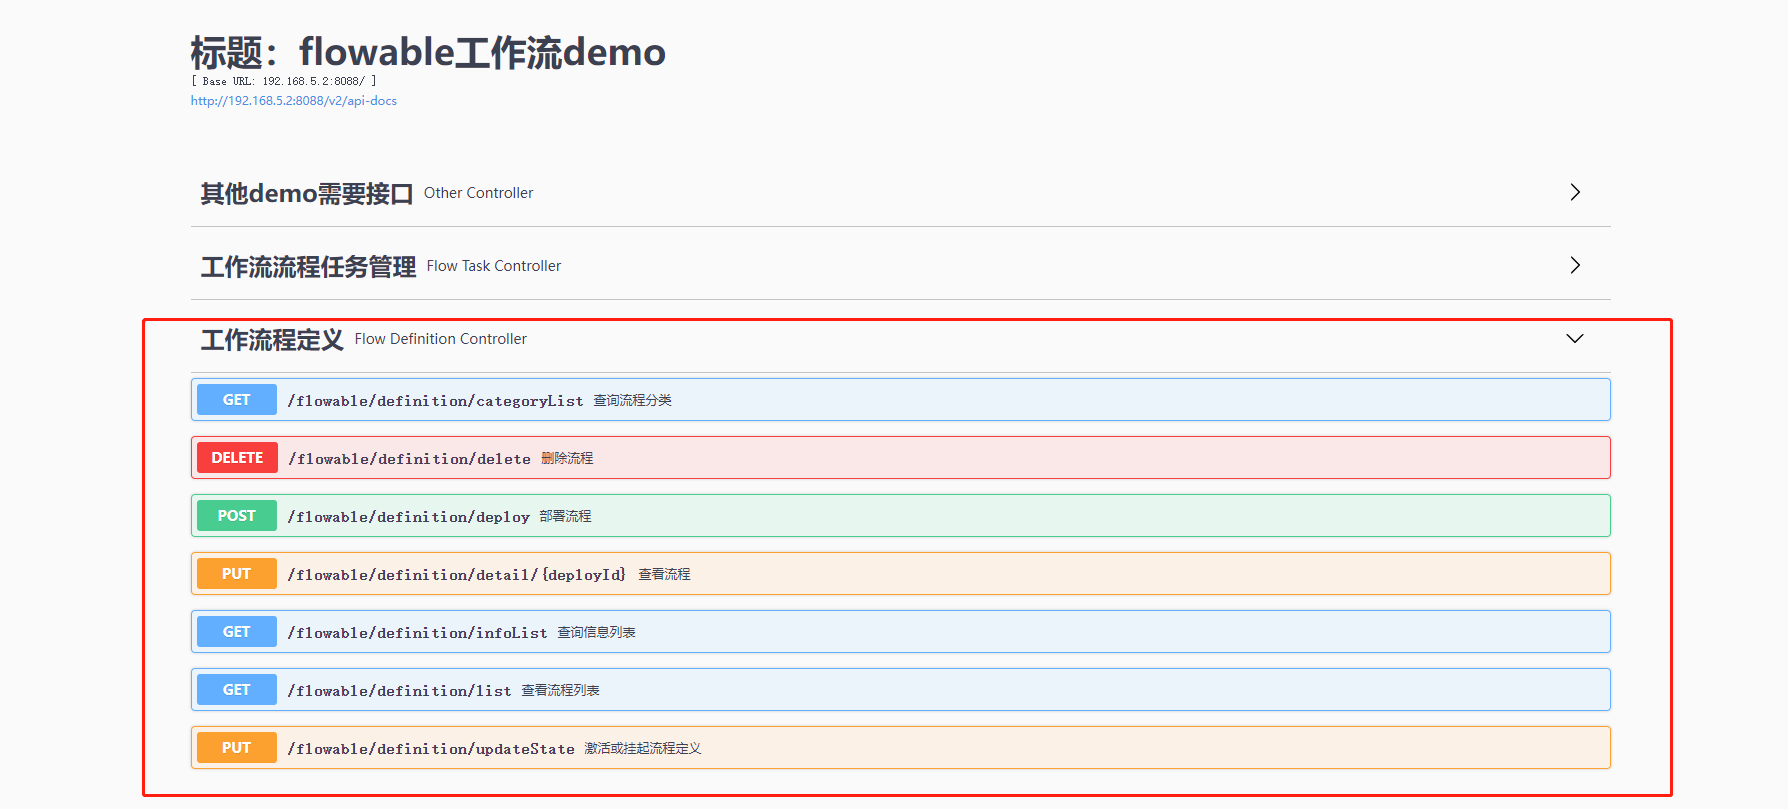 标题：flowable工作流demo
[ Base URL: 192.168.5.2:8088/ ]
http://192.168.5.2:8088/v2/api-docs
其他demo需要接口 Other Controller
工作流流程任务管理 Flow Task Controller
工作流程定义 Flow Definition Controller
GET /flowable/definition/categoryList 查询流程分类
DELETE /flowable/definition/delete 删除流程
POST /flowable/definition/deploy 部署流程
PUT /flowable/definition/detail/{deployId} 查看流程
GET /flowable/definition/infoList 查询信息列表
GET /flowable/definition/list 查看流程列表
PUT /flowable/definition/updateState 激活或挂起流程定义